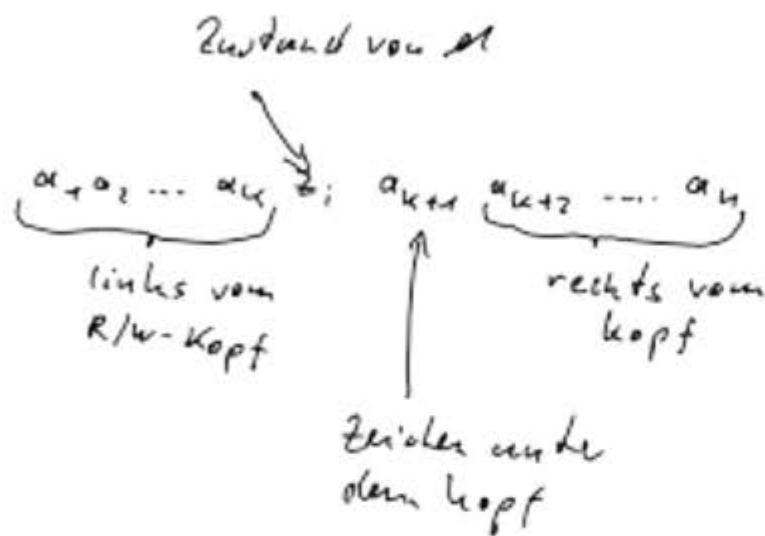 Zustand von M
a₁ a₂ ... aₖ zᵢ aₖ₊₁ aₖ₊₂ .... aₙ
links vom
R/W-Kopf
rechts vom
kopf
Zeichen unter
dem kopf